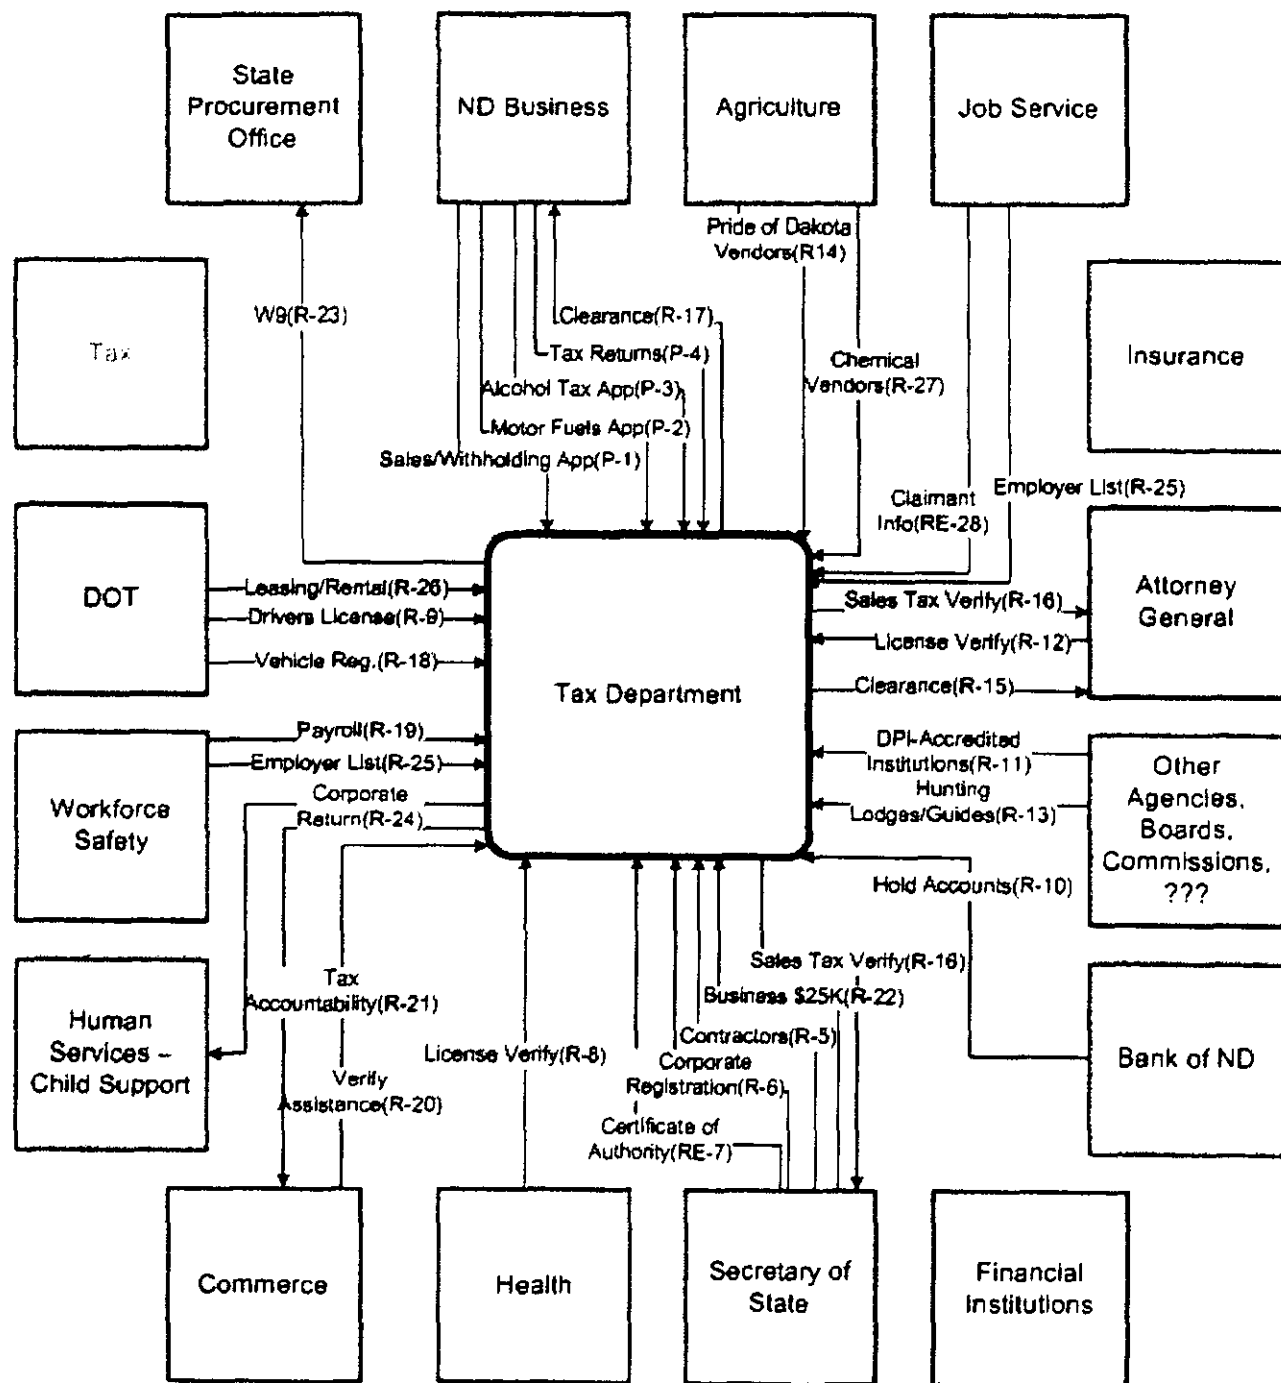 State
Procurement
Office
ND Business
Agriculture
Job Service
Pride of Dakota
Vendors(R14)
Tax
W9(R-23)
Clearance(R-17)
Tax Returns(P-4)
Alcohol Tax App(P-3)
Motor Fuels App(P-2)
Sales/Withholding App(P-1)
Chemical
Vendors(R-27)
Insurance
Claimant
Info(RE-28)
Employer List(R-25)
DOT
Leasing/Rental(R-26)
Drivers License(R-9)
Vehicle Reg.(R-18)
Tax Department
Sales Tax Verify(R-16)
License Verify(R-12)
Clearance(R-15)
Attorney
General
Workforce
Safety
Payroll(R-19)
Employer List(R-25)
Corporate
Return(R-24)
DPI-Accredited
Institutions(R-11)
Hunting
Lodges/Guides(R-13)
Other
Agencies,
Boards,
Commissions,
???
Hold Accounts(R-10)
Human
Services –
Child Support
Tax
Accountability(R-21)
Verify
Assistance(R-20)
License Verify(R-8)
Sales Tax Verify(R-16)
Business $25K(R-22)
Contractors(R-5)
Corporate
Registration(R-6)
Certificate of
Authority(RE-7)
Bank of ND
Commerce
Health
Secretary of
State
Financial
Institutions